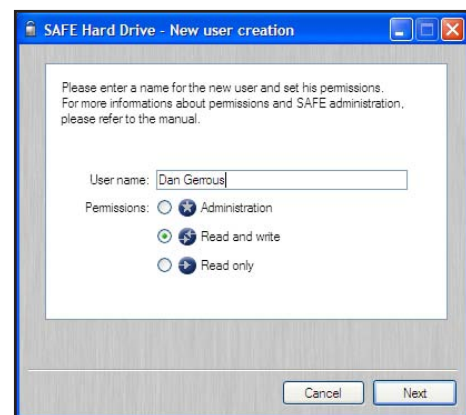 SAFE Hard Drive - New user creation
Please enter a name for the new user and set his permissions.
For more informations about permissions and SAFE administration,
please refer to the manual.
User name: Dan Gerrous
Permissions: Administration
Read and write
Read only
Cancel Next